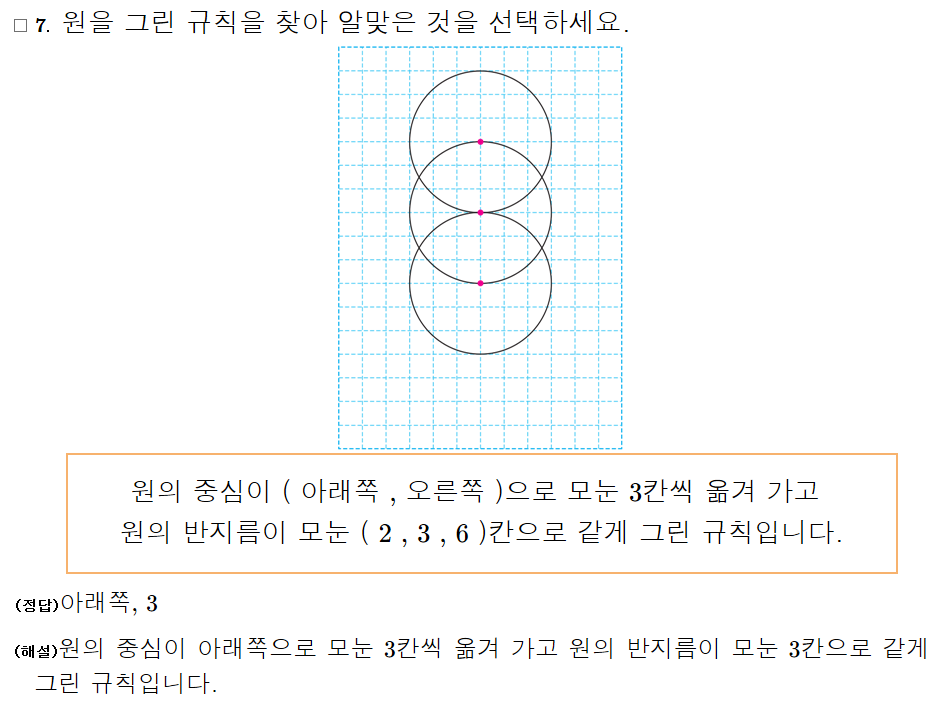 □ 7. 원을 그린 규칙을 찾아 알맞은 것을 선택하세요.
원의 중심이 ( 아래쪽 , 오른쪽 )으로 모눈 3칸씩 옮겨 가고
원의 반지름이 모눈 ( 2 , 3 , 6 )칸으로 같게 그린 규칙입니다.
(정답)아래쪽, 3
(해설)원의 중심이 아래쪽으로 모눈 3칸씩 옮겨 가고 원의 반지름이 모눈 3칸으로 같게
그린 규칙입니다.